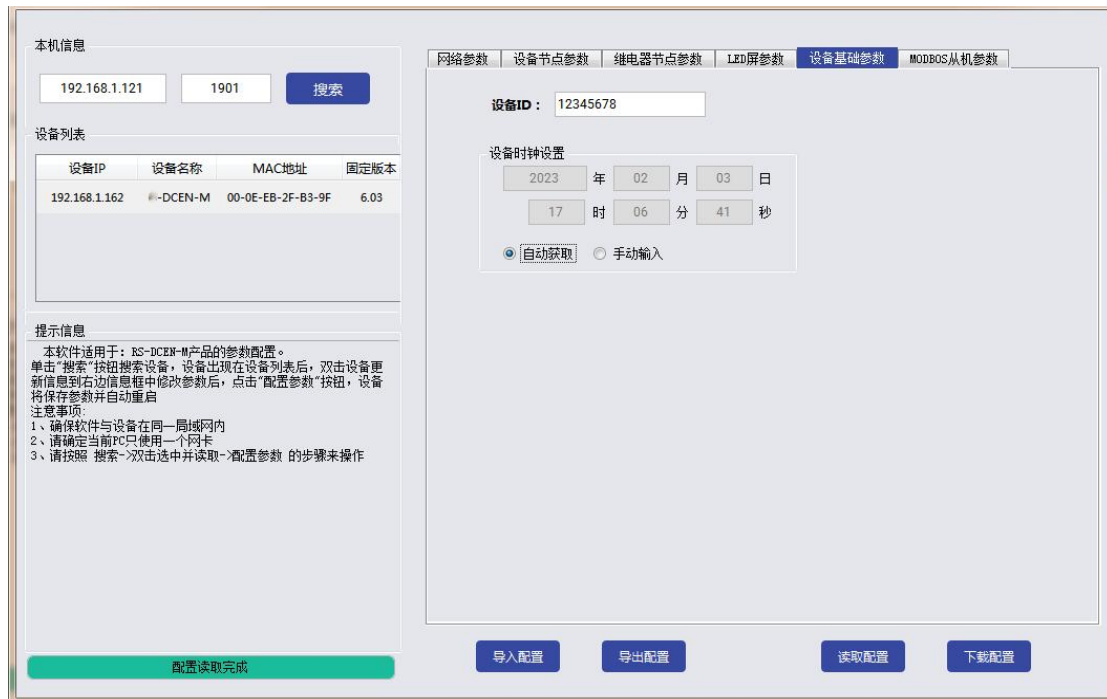 本机信息
192.168.1.121
1901
搜索
设备列表
设备IP 设备名称 MAC地址 固定版本
192.168.1.162 -DCEN-M 00-0E-EB-2F-B3-9F 6.03
提示信息
本软件适用于: RS-DCEN-M产品的参数配置。
单击"搜索"按钮搜索设备，设备出现在设备列表后，双击设备更
新信息到右边信息框中修改参数后，点击"配置参数"按钮，设备
将保存参数并自动重启
注意事项:
1、确保软件与设备在同一局域网内
2、请确定当前PC只使用一个网卡
3、请按照 搜索->双击选中并读取->配置参数 的步骤来操作
配置读取完成
网络参数 设备节点参数 继电器节点参数 LED屏参数 设备基础参数 MODBOS从机参数
设备ID： 12345678
设备时钟设置
2023 年 02 月 03 日
17 时 06 分 41 秒
自动获取 手动输入
导入配置 导出配置 读取配置 下载配置